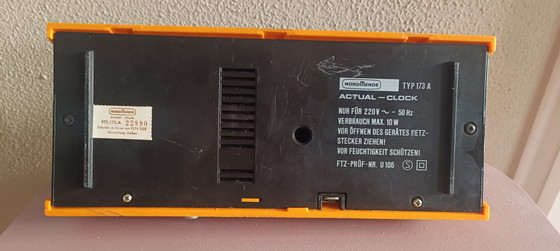 NORDMENDE
TYP 173 A
ACTUAL-CLOCK
NUR FÜR 220V ~ 50 Hz
VERBRAUCH MAX. 10 W
VOR ÖFFNEN DES GERÄTES NETZ-
STECKER ZIEHEN!
VOR FEUCHTIGKEIT SCHÜTZEN!
FTZ-PRÜF-NR. U 106 S
NORDMENDE
22890